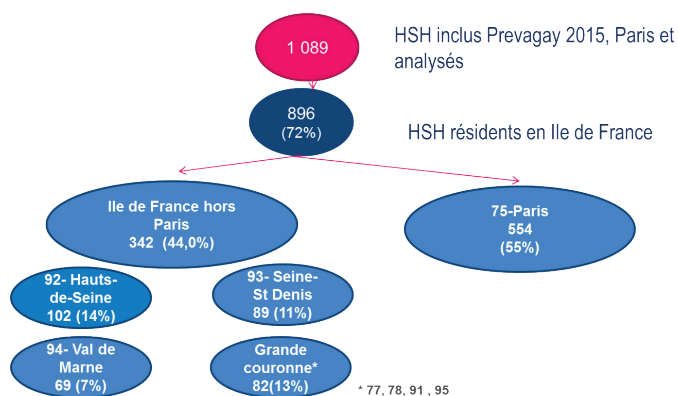 1 089
HSH inclus Prevagay 2015, Paris et
analysés
896
(72%)
HSH résidents en Ile de France
Ile de France hors
Paris
342 (44,0%)
75-Paris
554
(55%)
92- Hauts-
de-Seine
102 (14%)
93- Seine-
St Denis
89 (11%)
94- Val de
Marne
69 (7%)
Grande
couronne*
82(13%)
* 77, 78, 91 , 95